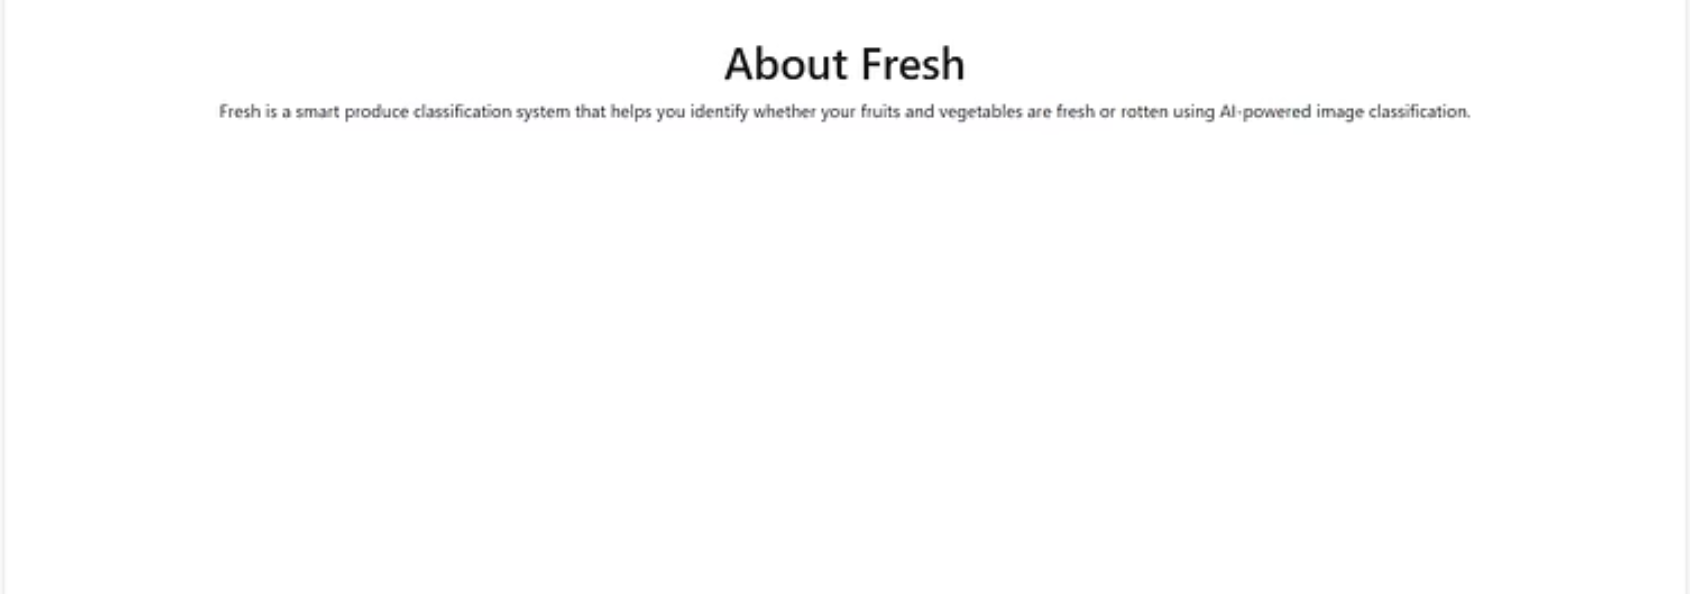 About Fresh
Fresh is a smart produce classification system that helps you identify whether your fruits and vegetables are fresh or rotten using AI-powered image classification.